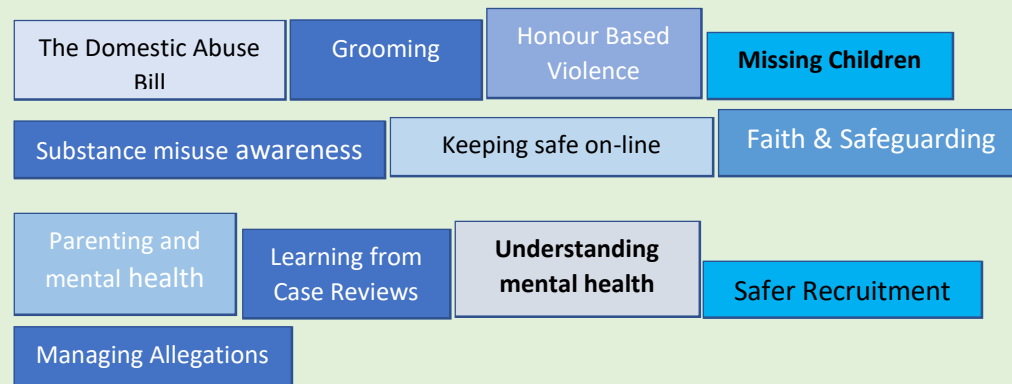 The Domestic Abuse
Bill
Grooming
Honour Based
Violence
Missing Children
Substance misuse awareness
Keeping safe on-line
Faith & Safeguarding
Parenting and
mental health
Learning from
Case Reviews
Understanding
mental health
Safer Recruitment
Managing Allegations